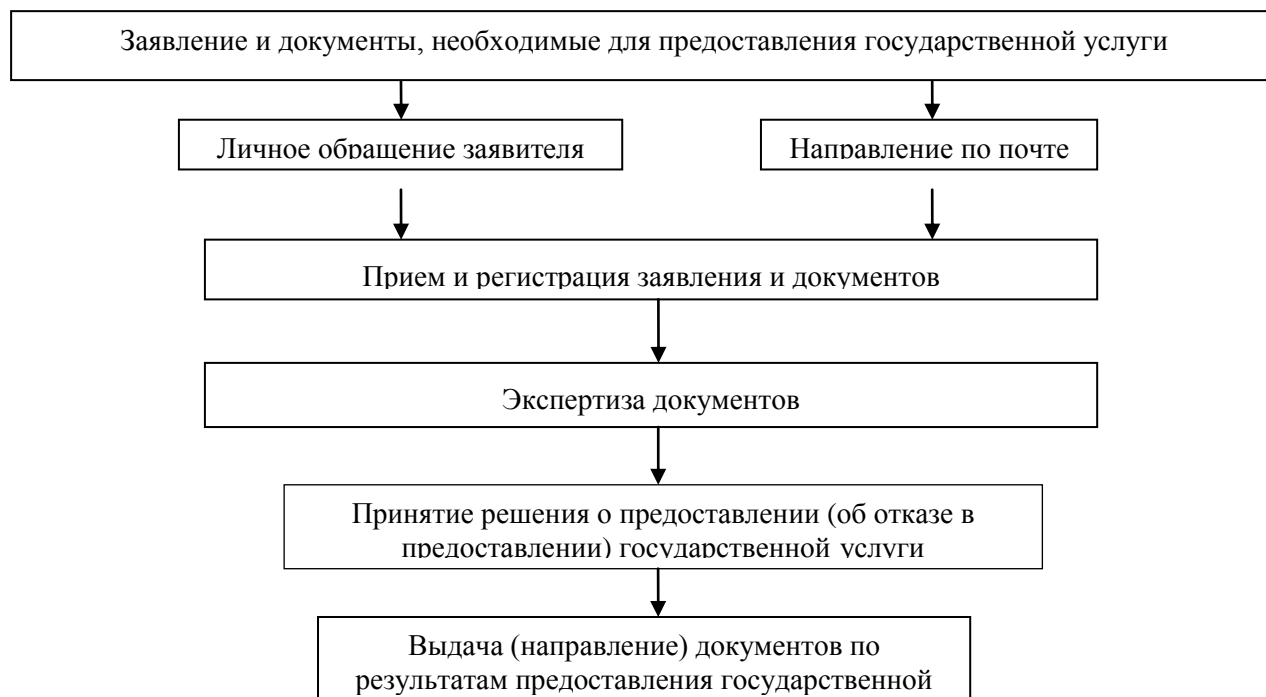 Заявление и документы, необходимые для предоставления государственной услуги
Личное обращение заявителя
Направление по почте
Прием и регистрация заявления и документов
Экспертиза документов
Принятие решения о предоставлении (об отказе в
предоставлении) государственной услуги
Выдача (направление) документов по
результатам предоставления государственной